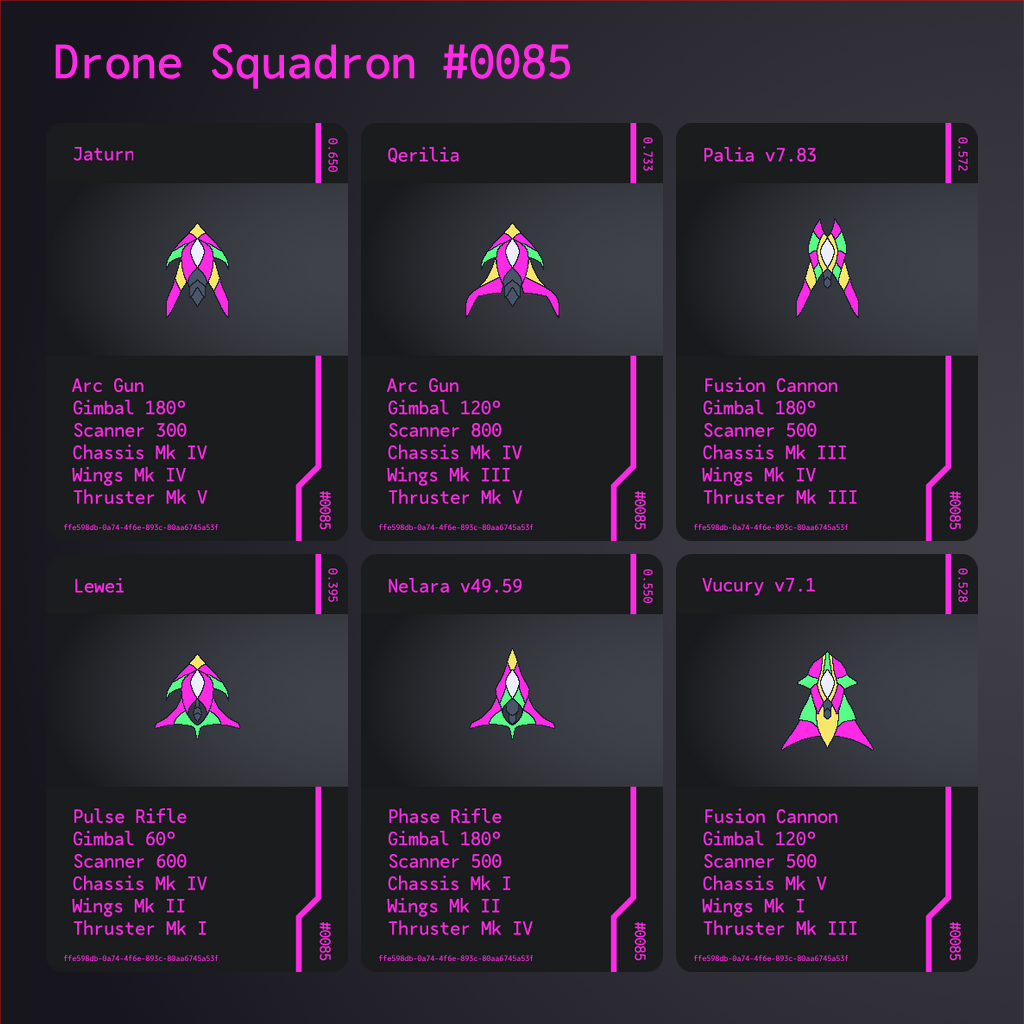 Drone Squadron #0085
Jaturn
0.650
Arc Gun
Gimbal 180°
Scanner 300
Chassis Mk IV
Wings Mk IV
Thruster Mk V
#0085
ffe598db-0a74-4f6e-893c-80aa6745a53f
Qerilia
0.733
Arc Gun
Gimbal 120°
Scanner 800
Chassis Mk IV
Wings Mk III
Thruster Mk V
#0085
ffe598db-0a74-4f6e-893c-80aa6745a53f
Palia v7.83
0.572
Fusion Cannon
Gimbal 180°
Scanner 500
Chassis Mk III
Wings Mk IV
Thruster Mk III
#0085
ffe598db-0a74-4f6e-893c-80aa6745a53f
Lewei
0.395
Pulse Rifle
Gimbal 60°
Scanner 600
Chassis Mk IV
Wings Mk II
Thruster Mk I
#0085
ffe598db-0a74-4f6e-893c-80aa6745a53f
Nelara v49.59
0.550
Phase Rifle
Gimbal 180°
Scanner 500
Chassis Mk I
Wings Mk II
Thruster Mk IV
#0085
ffe598db-0a74-4f6e-893c-80aa6745a53f
Vucury v7.1
0.528
Fusion Cannon
Gimbal 120°
Scanner 500
Chassis Mk V
Wings Mk I
Thruster Mk III
#0085
ffe598db-0a74-4f6e-893c-80aa6745a53f